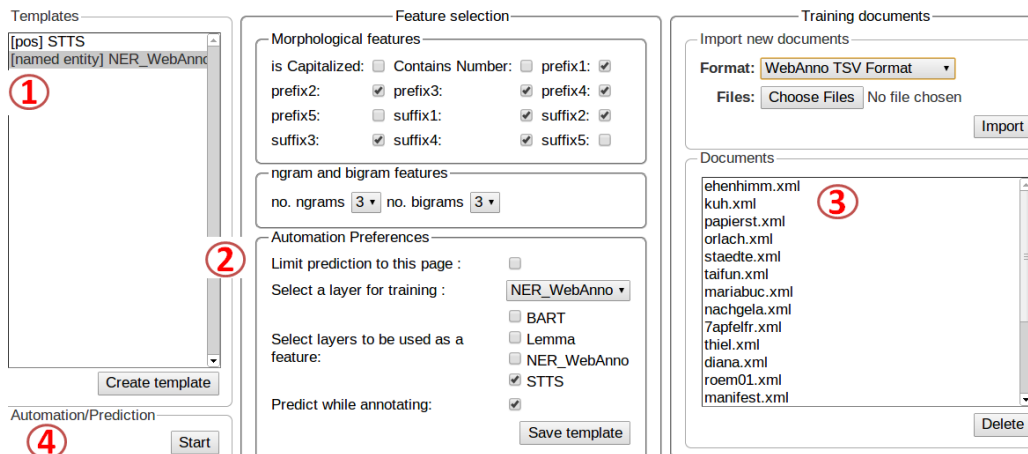 Templates
[pos] STTS
[named entity] NER_WebAnno
1
Create template
Automation/Prediction
4
Start
Feature selection
Morphological features
is Capitalized: Contains Number: prefix1:
prefix2: prefix3: prefix4:
prefix5: suffix1: suffix2:
suffix3: suffix4: suffix5:
ngram and bigram features
no. ngrams 3 no. bigrams 3
2
Automation Preferences
Limit prediction to this page :
Select a layer for training : NER_WebAnno
Select layers to be used as a
feature:
BART
Lemma
NER_WebAnno
STTS
Predict while annotating:
Save template
Training documents
Import new documents
Format: WebAnno TSV Format
Files: Choose Files No file chosen
Import
Documents
3
ehenhimm.xml
kuh.xml
papierst.xml
orlach.xml
staedte.xml
taifun.xml
mariabuc.xml
nachgela.xml
7apfelfr.xml
thiel.xml
diana.xml
roem01.xml
manifest.xml
Delete